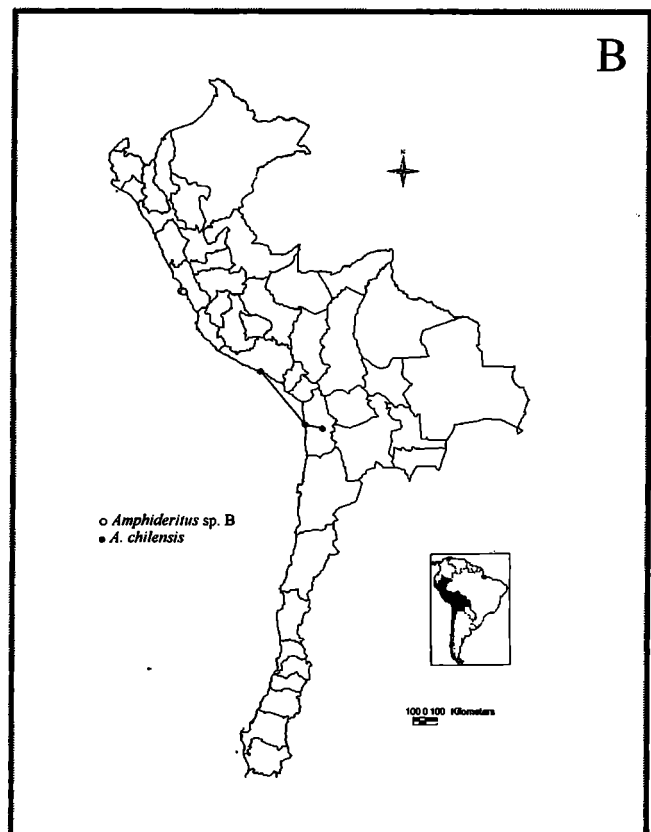 B
N
○ Amphideritus sp. B
● A. chilensis
100 0 100 Kilometers